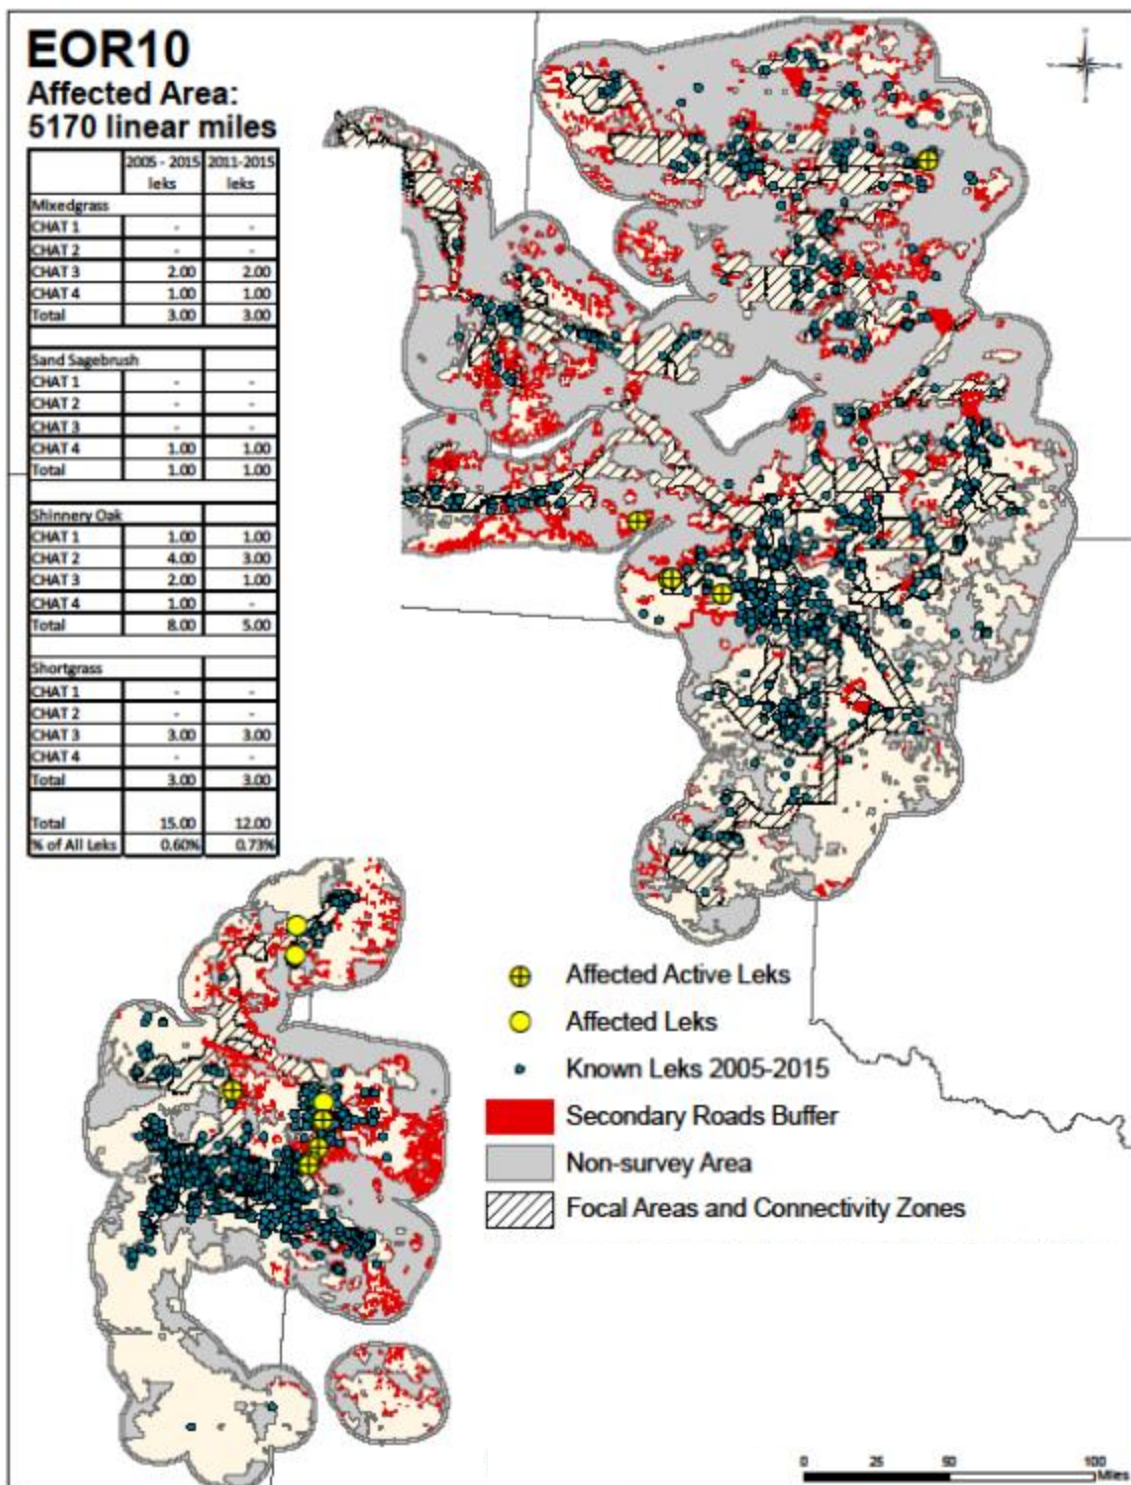 EOR10
Affected Area:
5170 linear miles
2005 - 2015 leks 2011-2015 leks
Mixedgrass
CHAT 1 - -
CHAT 2 - -
CHAT 3 2.00 2.00
CHAT 4 1.00 1.00
Total 3.00 3.00
Sand Sagebrush
CHAT 1 - -
CHAT 2 - -
CHAT 3 - -
CHAT 4 1.00 1.00
Total 1.00 1.00
Shinnery Oak
CHAT 1 1.00 1.00
CHAT 2 4.00 3.00
CHAT 3 2.00 1.00
CHAT 4 1.00 -
Total 8.00 5.00
Shortgrass
CHAT 1 - -
CHAT 2 - -
CHAT 3 3.00 3.00
CHAT 4 - -
Total 3.00 3.00
Total 15.00 12.00
% of All Leks 0.60% 0.73%
Affected Active Leks
Affected Leks
Known Leks 2005-2015
Secondary Roads Buffer
Non-survey Area
Focal Areas and Connectivity Zones
0 25 50 100
Miles